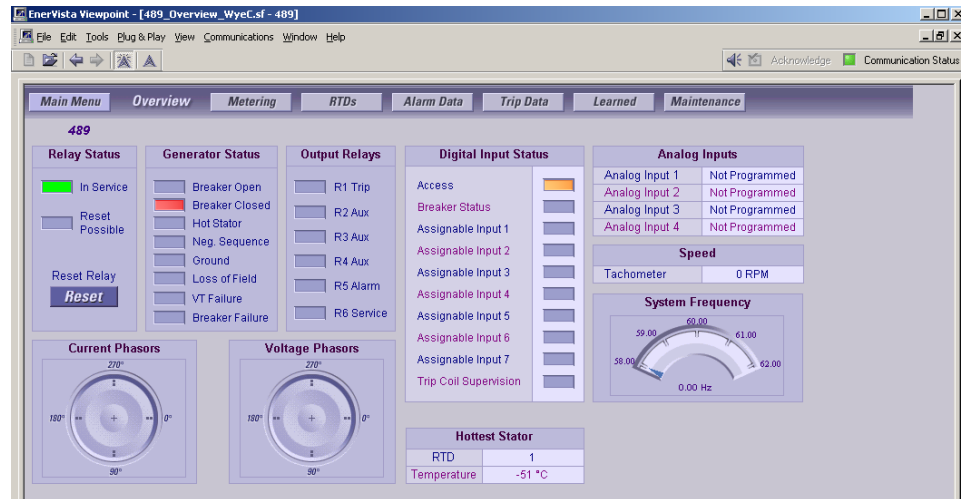 EnerVista Viewpoint - [489_Overview_WyeC.sf - 489]
File Edit Tools Plug & Play View Communications Window Help
Acknowledge Communication Status
Main Menu Overview Metering RTDs Alarm Data Trip Data Learned Maintenance
489
Relay Status
In Service
Reset Possible
Reset Relay
Reset
Generator Status
Breaker Open
Breaker Closed
Hot Stator
Neg. Sequence
Ground
Loss of Field
VT Failure
Breaker Failure
Output Relays
R1 Trip
R2 Aux
R3 Aux
R4 Aux
R5 Alarm
R6 Service
Digital Input Status
Access
Breaker Status
Assignable Input 1
Assignable Input 2
Assignable Input 3
Assignable Input 4
Assignable Input 5
Assignable Input 6
Assignable Input 7
Trip Coil Supervision
Analog Inputs
Analog Input 1 Not Programmed
Analog Input 2 Not Programmed
Analog Input 3 Not Programmed
Analog Input 4 Not Programmed
Speed
Tachometer 0 RPM
System Frequency
60.00
59.00 61.00
58.00 62.00
0.00 Hz
Current Phasors
270°
180° 0°
90°
Voltage Phasors
270°
180° 0°
90°
Hottest Stator
RTD 1
Temperature -51 °C